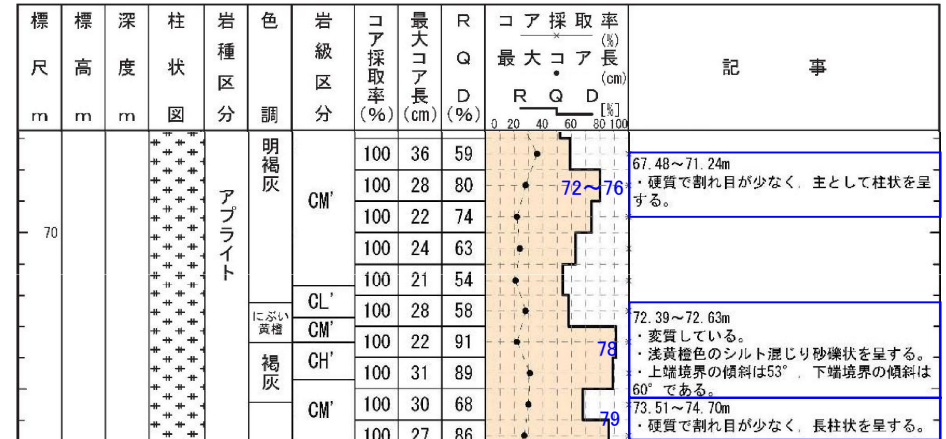 標尺 m
標高 m
深度 m
柱状図
岩種区分
色調
岩級区分
コア採取率(%)
最大コア長(cm)
RQD(%)
コア採取率(%)
最大コア長(cm)
RQD[%]
0 20 40 60 80 100
記事
70
アプライト
明褐灰
にぶい黄橙
褐灰
CM'
CL'
CM'
CH'
CM'
100 36 59
100 28 80
100 22 74
100 24 63
100 21 54
100 28 58
100 22 91
100 31 89
100 30 68
100 27 86
72～76
78
79
67.48～71.24m
・硬質で割れ目が少なく、主として柱状を呈
する。
72.39～72.63m
・変質している。
・浅黄橙色のシルト混じり砂礫状を呈する。
・上端境界の傾斜は53°、下端境界の傾斜は
60°である。
73.51～74.70m
・硬質で割れ目が少なく、長柱状を呈する。